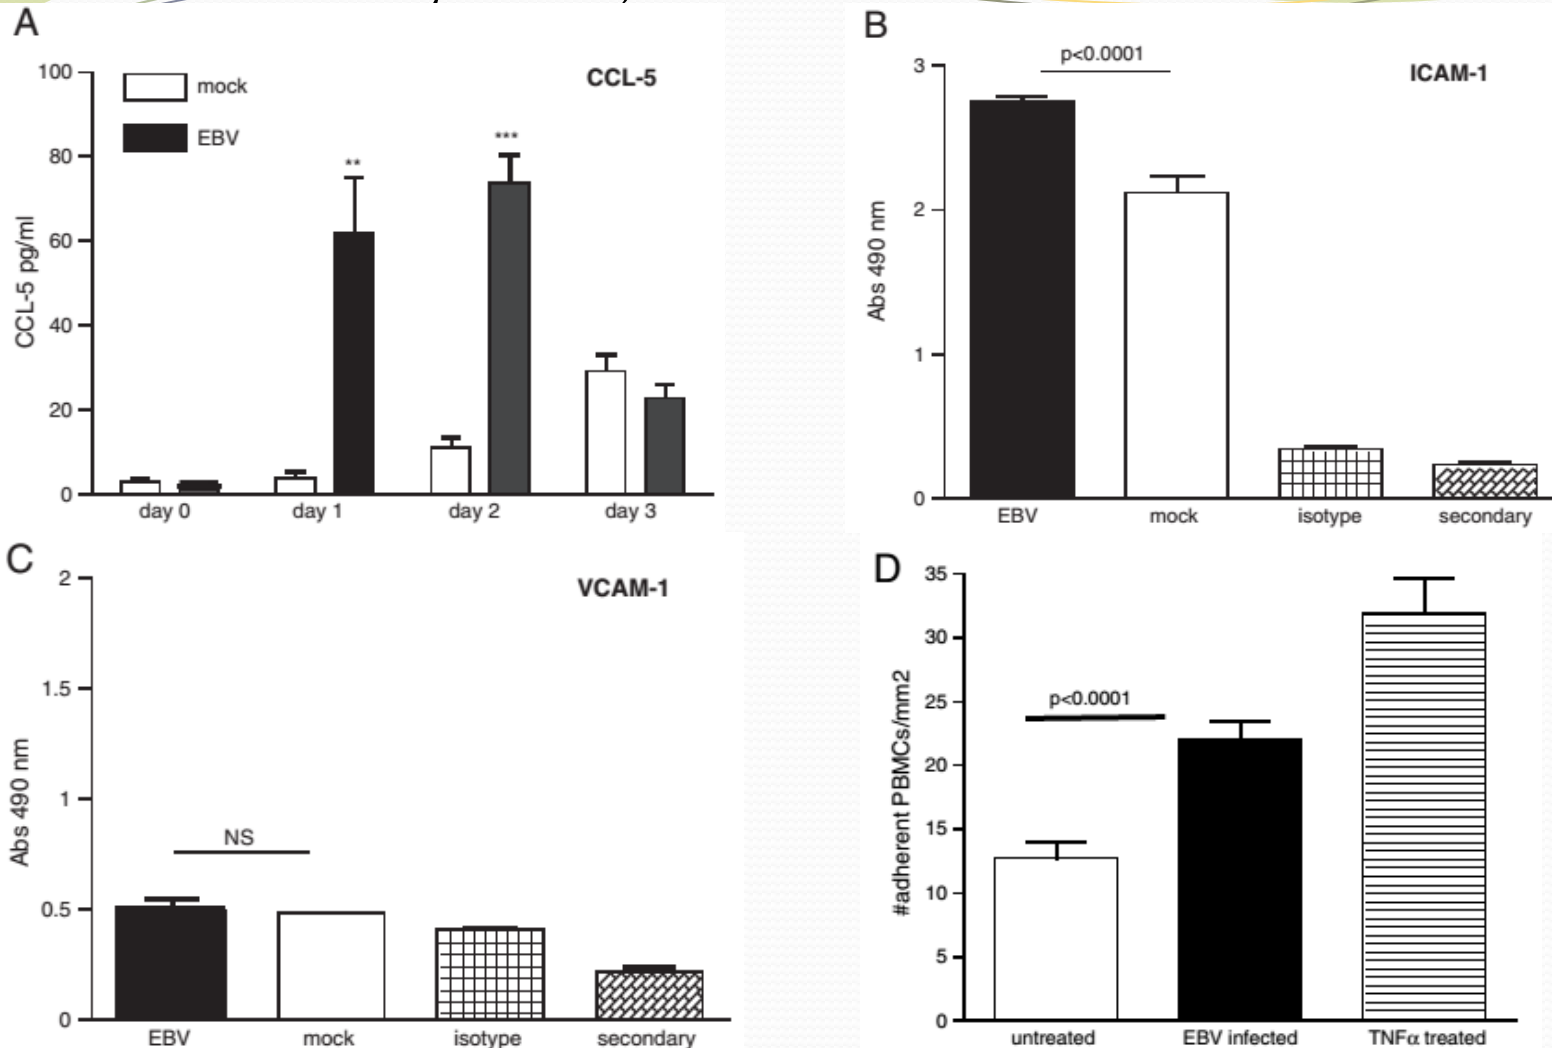 A
CCL-5
mock
EBV
**
***
CCL-5 pg/ml
100
80
60
40
20
0
day 0 day 1 day 2 day 3
B
ICAM-1
p<0.0001
Abs 490 nm
3
2
1
0
EBV mock isotype secondary
C
VCAM-1
NS
Abs 490 nm
2
1.5
1
0.5
0
EBV mock isotype secondary
D
p<0.0001
#adherent PBMCs/mm2
35
30
25
20
15
10
5
0
untreated EBV infected TNFα treated